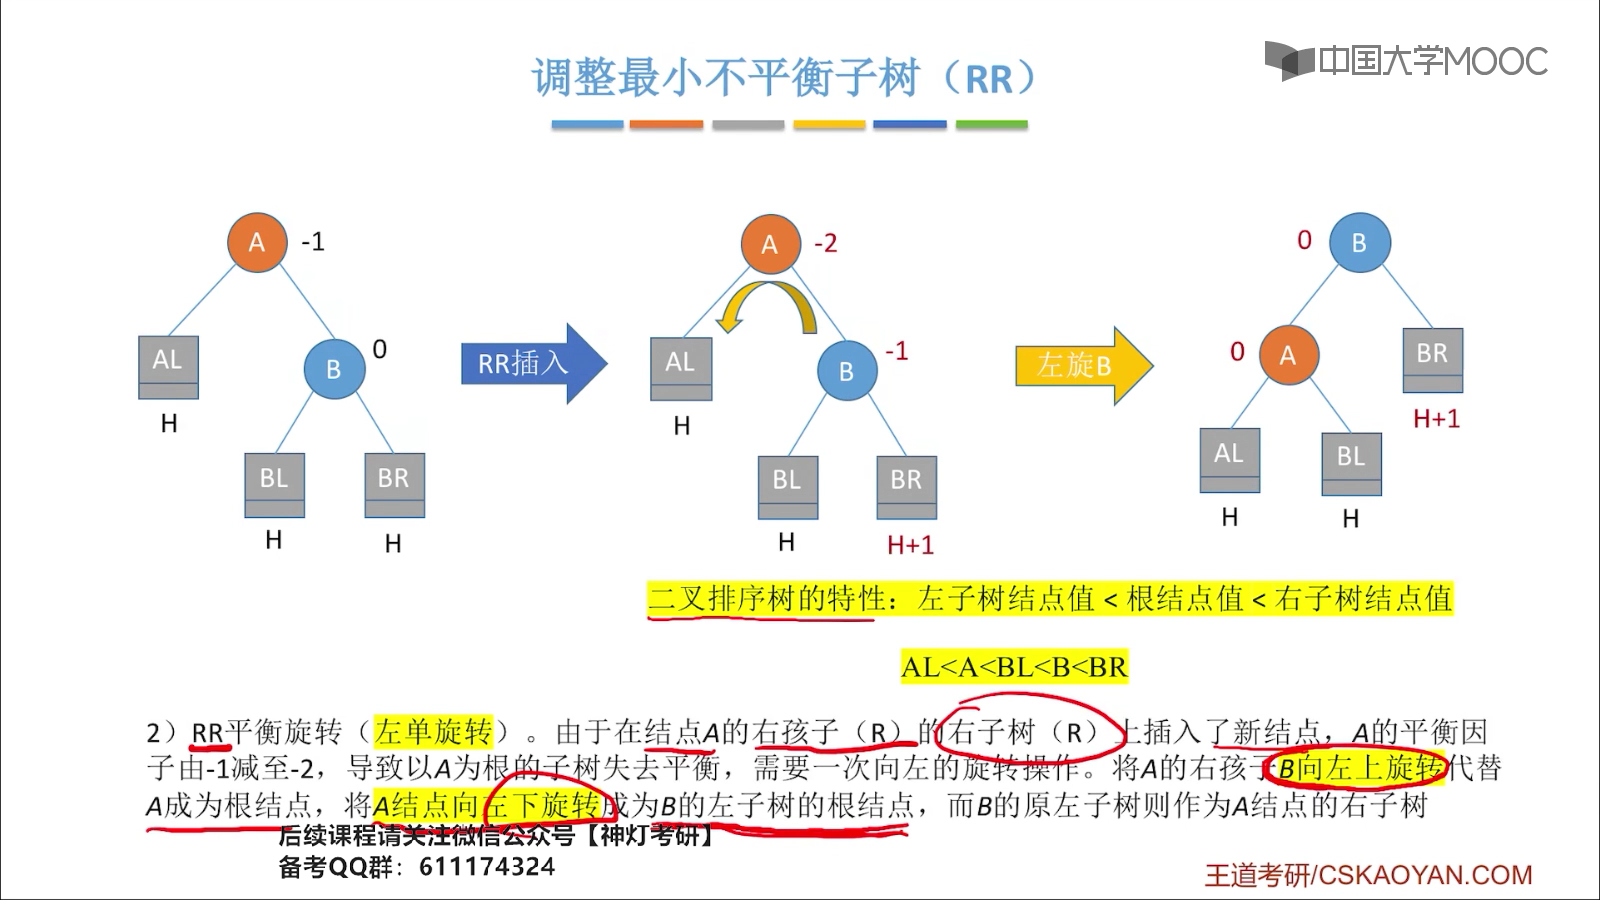 中国大学MOOC
调整最小不平衡子树（RR）
A -1
AL
H
B 0
BL
H
BR
H
RR插入
A -2
AL
H
B -1
BL
H
BR
H+1
左旋B
0 B
0 A
BR
H+1
AL
H
BL
H
二叉排序树的特性：左子树结点值 < 根结点值 < 右子树结点值
AL<A<BL<B<BR
2）RR平衡旋转（左单旋转）。由于在结点A的右孩子（R）的右子树（R）上插入了新结点，A的平衡因
子由-1减至-2，导致以A为根的子树失去平衡，需要一次向左的旋转操作。将A的右孩子B向左上旋转代替
A成为根结点，将A结点向左下旋转成为B的左子树的根结点，而B的原左子树则作为A结点的右子树
后续课程请关注微信公众号【神灯考研】
备考QQ群：611174324
王道考研/CSKAOYAN.COM